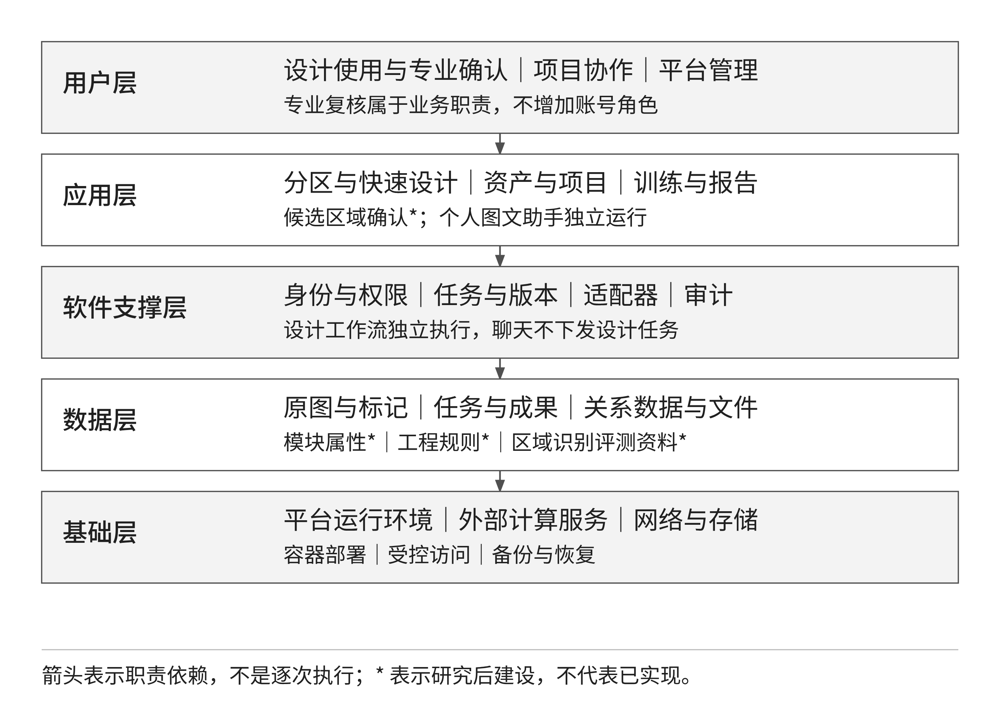 用户层
设计使用与专业确认｜项目协作｜平台管理
专业复核属于业务职责，不增加账号角色
应用层
分区与快速设计｜资产与项目｜训练与报告
候选区域确认*；个人图文助手独立运行
软件支撑层
身份与权限｜任务与版本｜适配器｜审计
设计工作流独立执行，聊天不下发设计任务
数据层
原图与标记｜任务与成果｜关系数据与文件
模块属性*｜工程规则*｜区域识别评测资料*
基础层
平台运行环境｜外部计算服务｜网络与存储
容器部署｜受控访问｜备份与恢复
箭头表示职责依赖，不是逐次执行；* 表示研究后建设，不代表已实现。